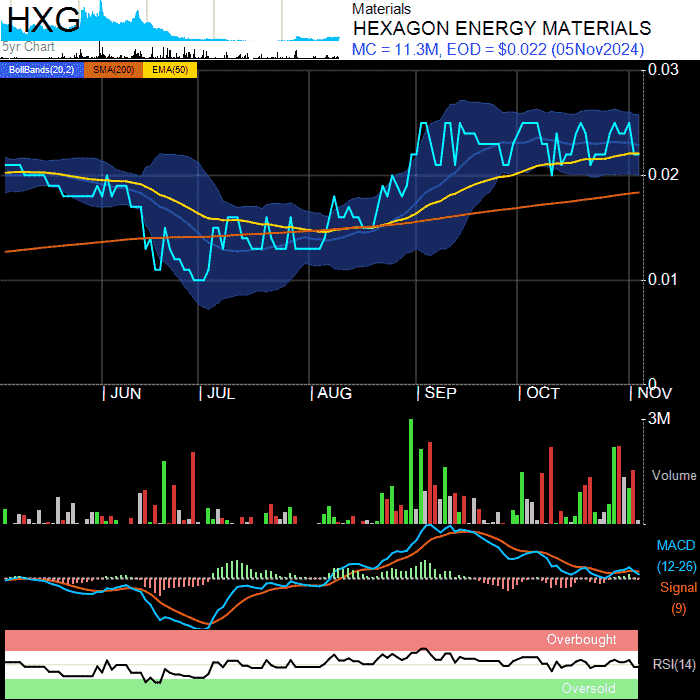 HXG
5yr Chart
Materials
HEXAGON ENERGY MATERIALS
MC = 11.3M, EOD = $0.022 (05Nov2024)
BollBands(20,2) SMA(200) EMA(50)
0.03
0.02
0.01
0
JUN JUL AUG SEP OCT NOV
3M
Volume
MACD
(12-26)
Signal
(9)
Overbought
RSI(14)
Oversold